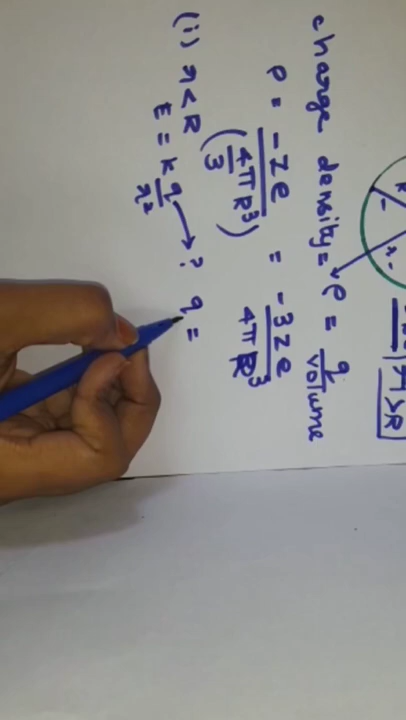 r > R
charge density = ρ = q/volume
ρ = -ze/(4/3 πR³) = -3ze/4πR³
(i) r < R
E = k q/r² → ? q =